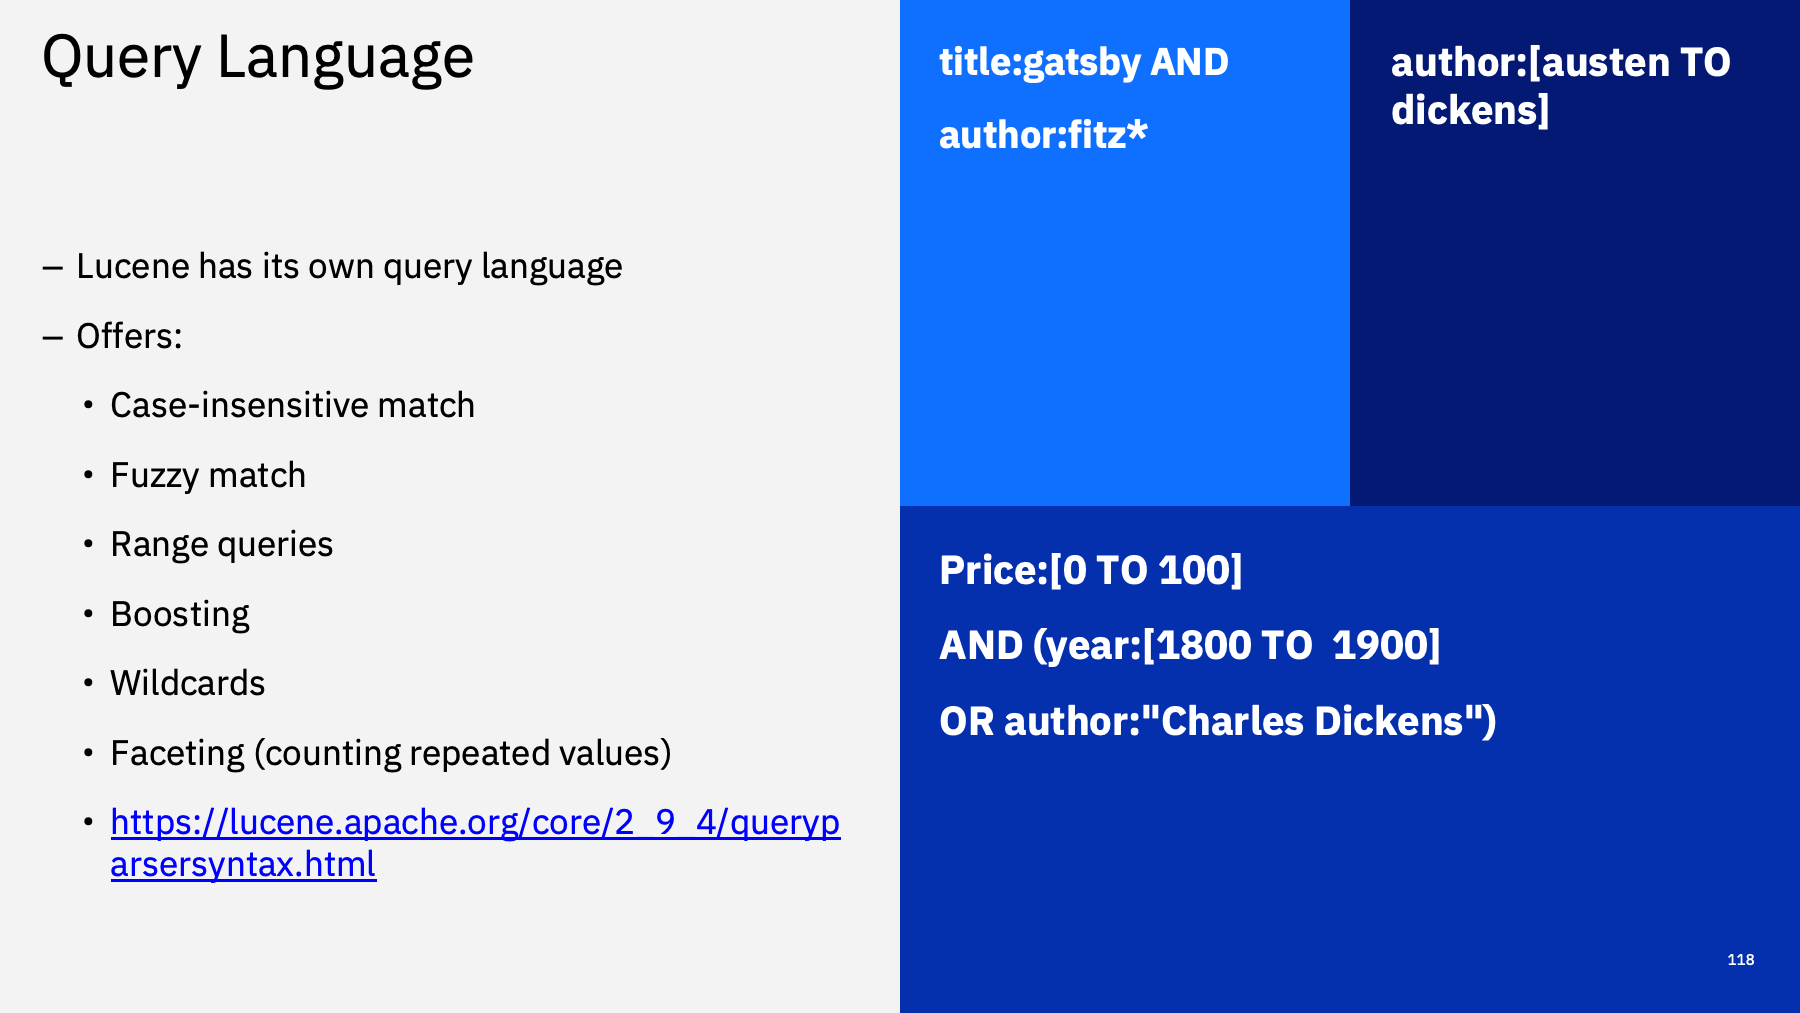 Query Language
– Lucene has its own query language
– Offers:
• Case-insensitive match
• Fuzzy match
• Range queries
• Boosting
• Wildcards
• Faceting (counting repeated values)
• https://lucene.apache.org/core/2_9_4/queryp
arsersyntax.html
title:gatsby AND
author:fitz*
author:[austen TO
dickens]
Price:[0 TO 100]
AND (year:[1800 TO  1900]
OR author:"Charles Dickens")
118